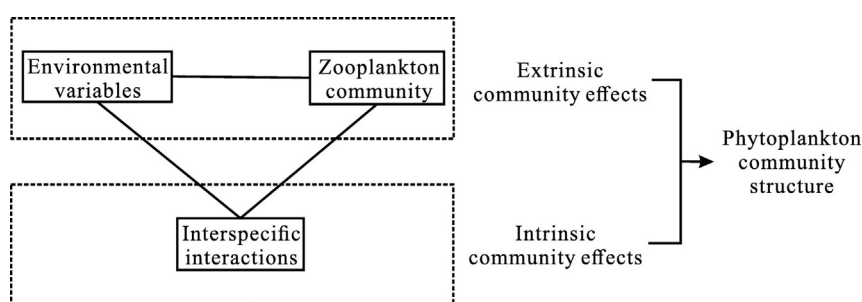 Environmental
variables
Zooplankton
community
Extrinsic
community effects
Phytoplankton
community
structure
Interspecific
interactions
Intrinsic
community effects